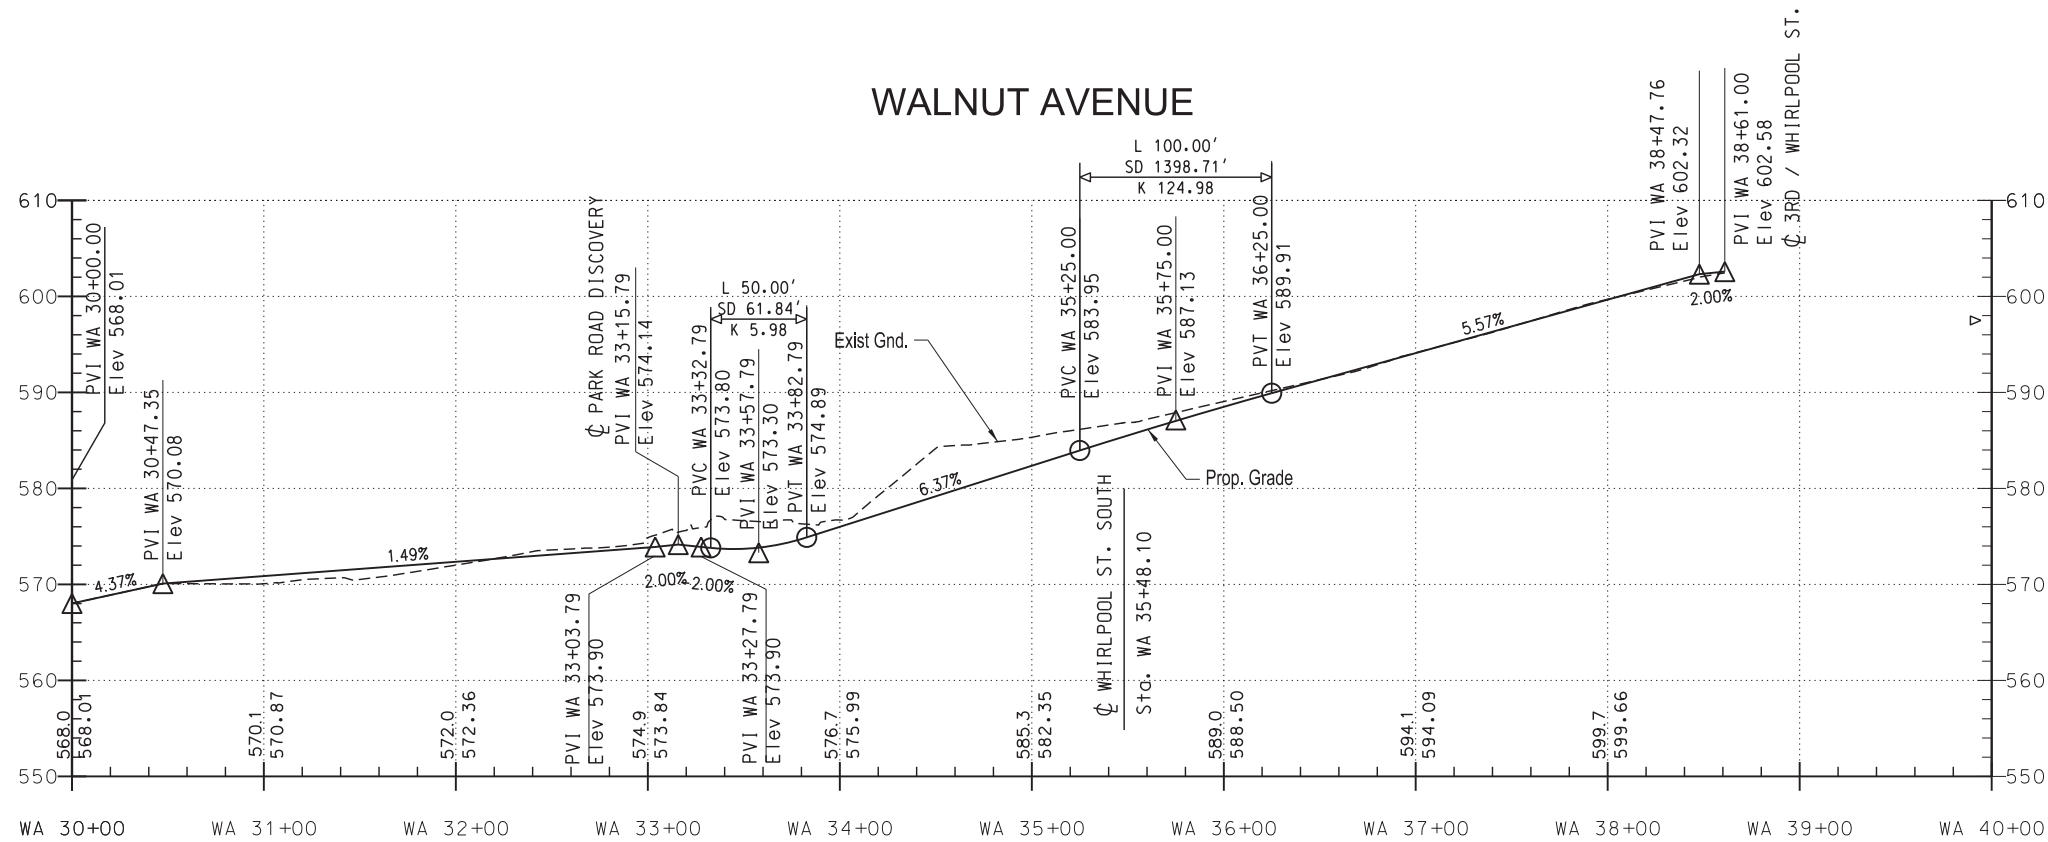 WALNUT AVENUE
PVI WA 30+00.00
Elev 568.01
PVI WA 30+47.35
Elev 570.08
℄ PARK ROAD DISCOVERY
PVI WA 33+15.79
Elev 574.14
L 50.00'
SD 61.84'
K 5.98
PVC WA 33+32.79
Elev 573.80
PVI WA 33+57.79
Elev 573.30
PVT WA 33+82.79
Elev 574.89
Exist Gnd.
L 100.00'
SD 1398.71'
K 124.98
PVC WA 35+25.00
Elev 583.95
PVI WA 35+75.00
Elev 587.13
PVT WA 36+25.00
Elev 589.91
Prop. Grade
PVI WA 38+47.76
Elev 602.32
PVI WA 38+61.00
Elev 602.58
℄ 3RD / WHIRLPOOL ST.
4.37%
1.49%
2.00%
-2.00%
6.37%
5.57%
2.00%
PVI WA 33+03.79
Elev 573.90
PVI WA 33+27.79
Elev 573.90
℄ WHIRLPOOL ST. SOUTH
Sta. WA 35+48.10
610
600
590
580
570
560
550
610
600
590
580
570
560
550
568.0
568.01
570.1
570.87
572.0
572.36
574.9
573.84
576.7
575.99
585.3
582.35
589.0
588.50
594.1
594.09
599.7
599.66
WA 30+00
WA 31+00
WA 32+00
WA 33+00
WA 34+00
WA 35+00
WA 36+00
WA 37+00
WA 38+00
WA 39+00
WA 40+00